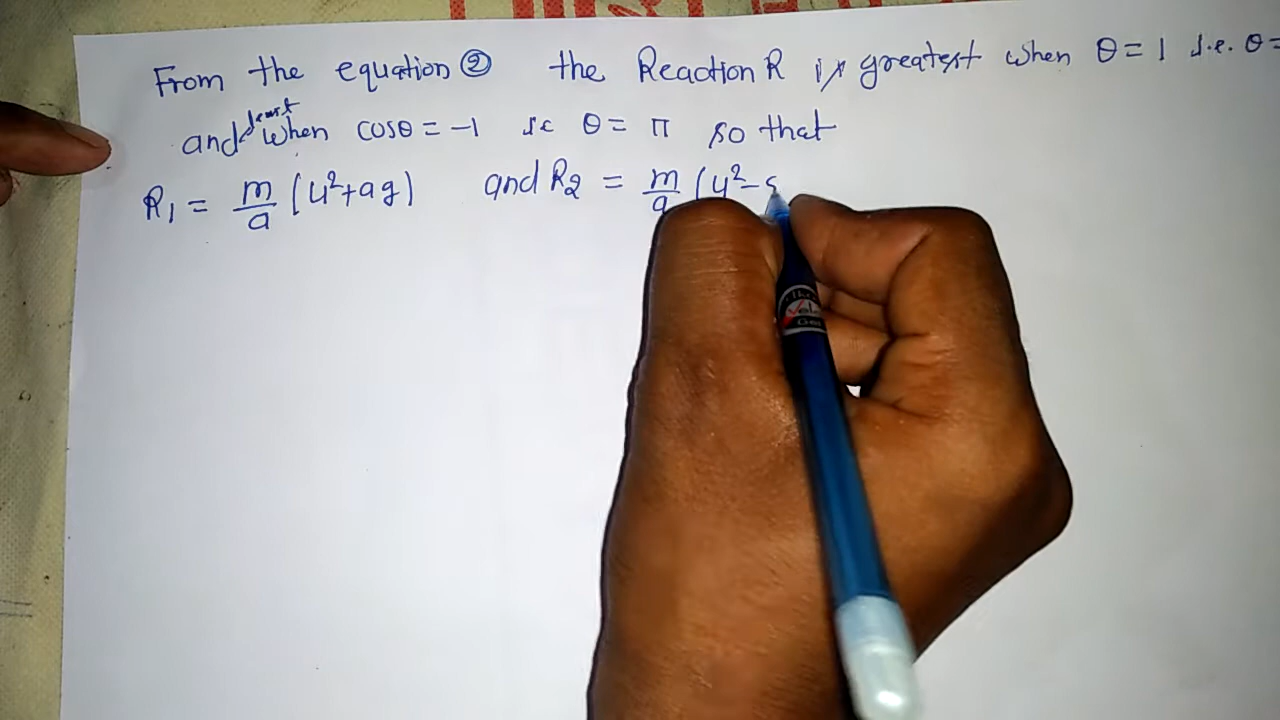 From the equation ② the Reaction R is greatest when θ = 1 i.e. θ =
and least when cosθ = -1 ie θ = π so that
R₁ = m/a (u²+ag) and R₂ = m/a (u²-